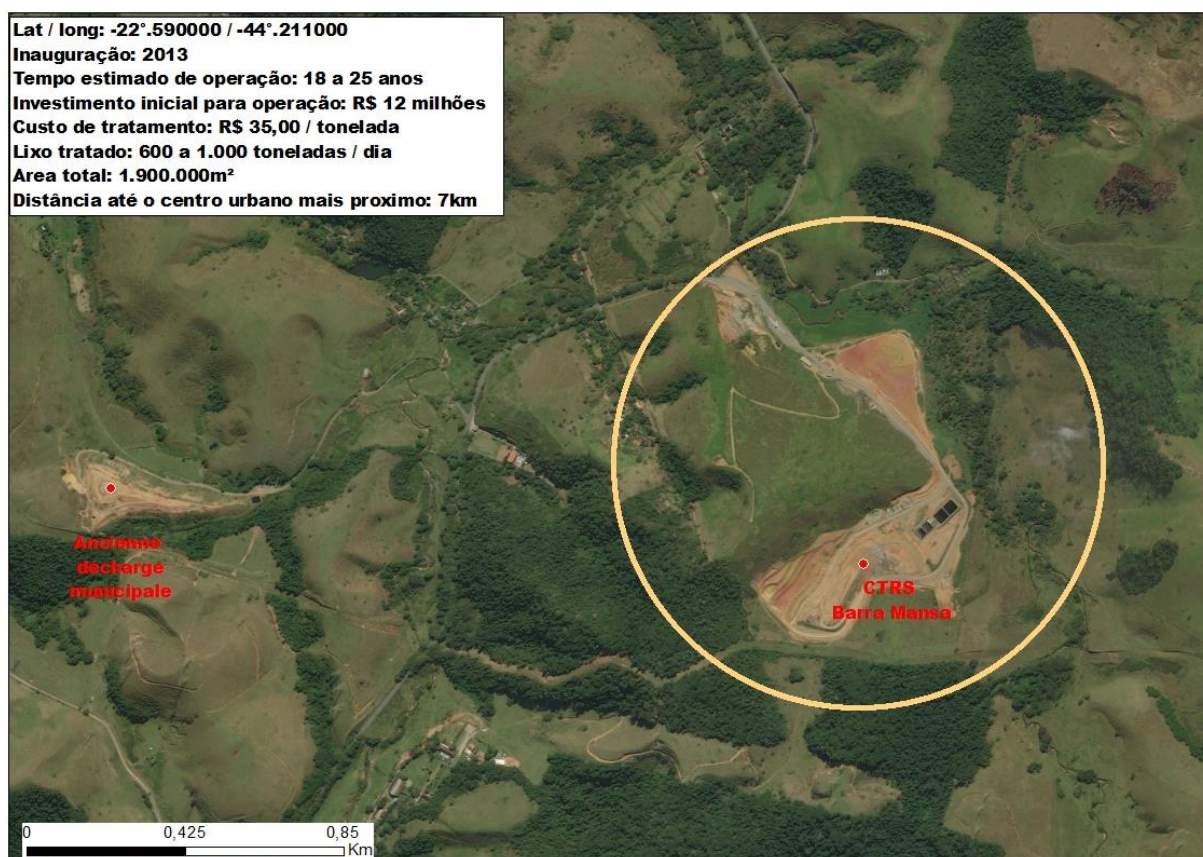 Lat / long: -22°.590000 / -44°.211000
Inauguração: 2013
Tempo estimado de operação: 18 a 25 anos
Investimento inicial para operação: R$ 12 milhões
Custo de tratamento: R$ 35,00 / tonelada
Lixo tratado: 600 a 1.000 toneladas / dia
Area total: 1.900.000m²
Distância até o centro urbano mais proximo: 7km
Ancienne
décharge
municipale
CTRS
Barra Mansa
0 0,425 0,85
Km